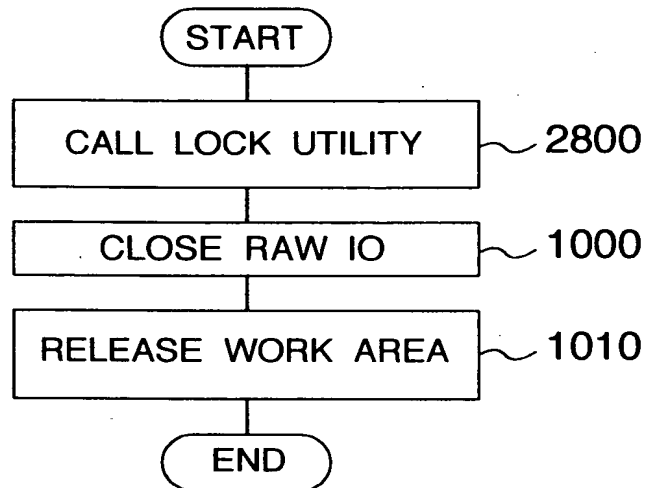 START
CALL LOCK UTILITY
2800
CLOSE RAW IO
1000
RELEASE WORK AREA
1010
END